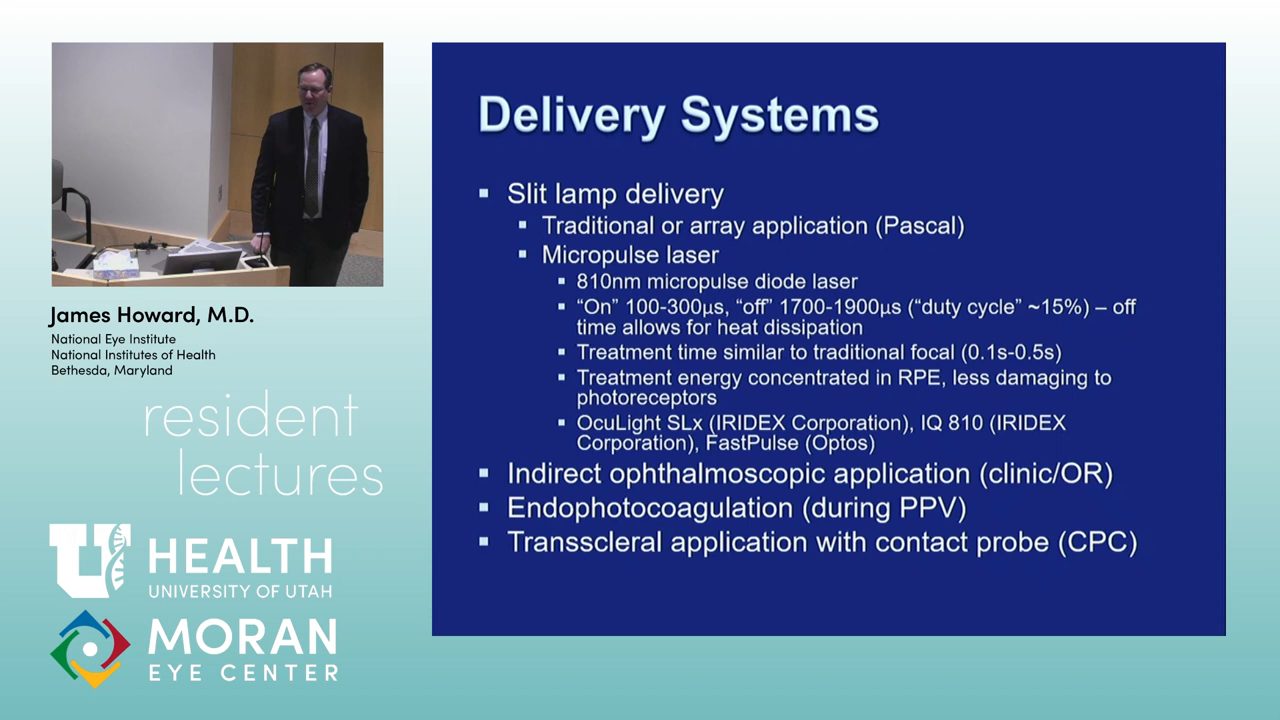 James Howard, M.D.
National Eye Institute
National Institutes of Health
Bethesda, Maryland
resident
lectures
U HEALTH
UNIVERSITY OF UTAH
MORAN
EYE CENTER
Delivery Systems
▪ Slit lamp delivery
▪ Traditional or array application (Pascal)
▪ Micropulse laser
▪ 810nm micropulse diode laser
▪ “On” 100-300µs, “off” 1700-1900µs (“duty cycle” ~15%) – off
time allows for heat dissipation
▪ Treatment time similar to traditional focal (0.1s-0.5s)
▪ Treatment energy concentrated in RPE, less damaging to
photoreceptors
▪ OcuLight SLx (IRIDEX Corporation), IQ 810 (IRIDEX
Corporation), FastPulse (Optos)
▪ Indirect ophthalmoscopic application (clinic/OR)
▪ Endophotocoagulation (during PPV)
▪ Transscleral application with contact probe (CPC)